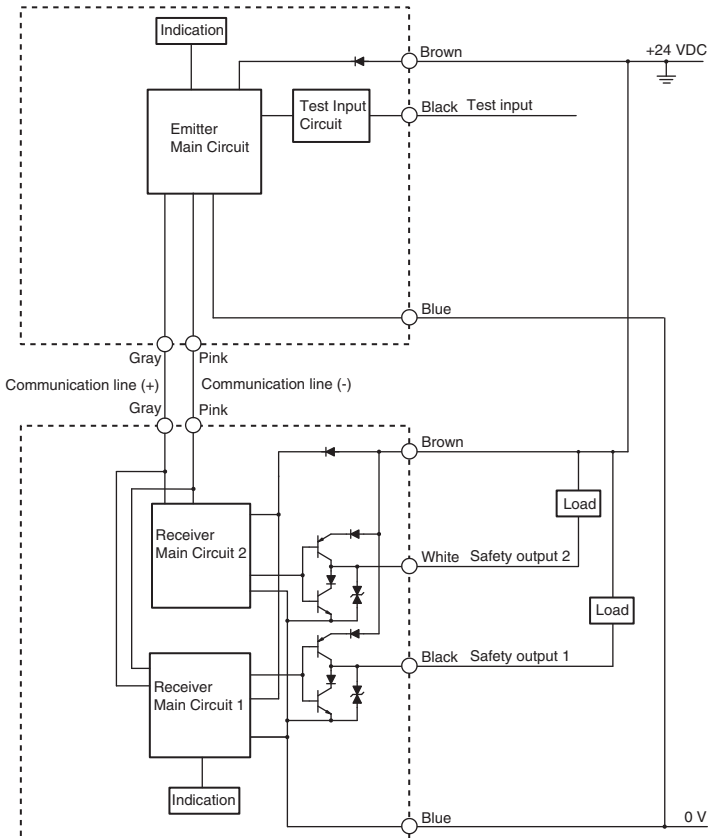 Indication
Brown
+24 VDC
Emitter
Main Circuit
Test Input
Circuit
Black Test input
Blue
Gray
Pink
Communication line (+)
Communication line (-)
Gray
Pink
Brown
Load
Receiver
Main Circuit 2
White Safety output 2
Load
Receiver
Main Circuit 1
Black Safety output 1
Indication
Blue
0 V